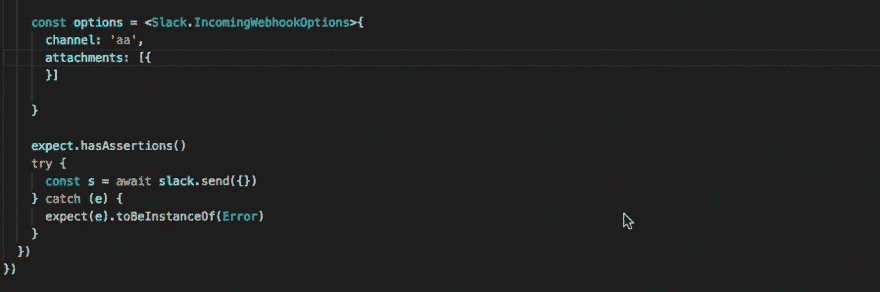 const options = <Slack.IncomingWebhookOptions>{
channel: 'aa',
attachments: [{
}]
}
expect.hasAssertions()
try {
const s = await slack.send({})
} catch (e) {
expect(e).toBeInstanceOf(Error)
}
})
})